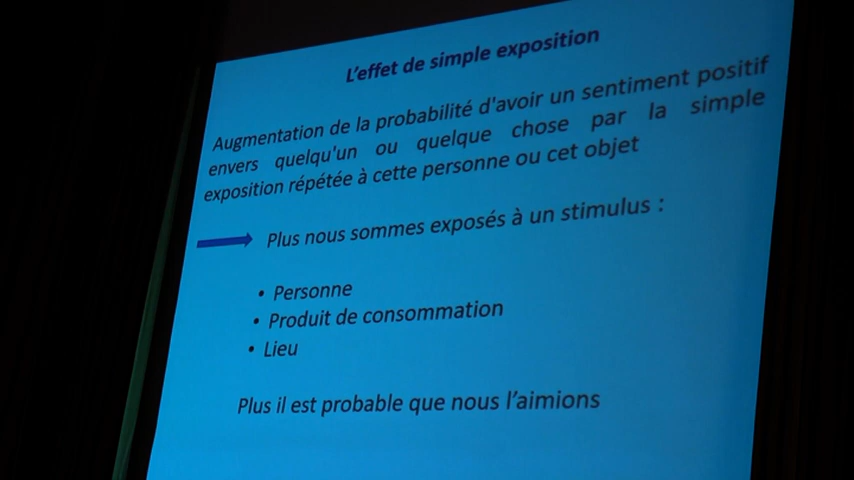 L'effet de simple exposition
Augmentation de la probabilité d'avoir un sentiment positif
envers quelqu'un ou quelque chose par la simple
exposition répétée à cette personne ou cet objet
Plus nous sommes exposés à un stimulus :
• Personne
• Produit de consommation
• Lieu
Plus il est probable que nous l'aimions